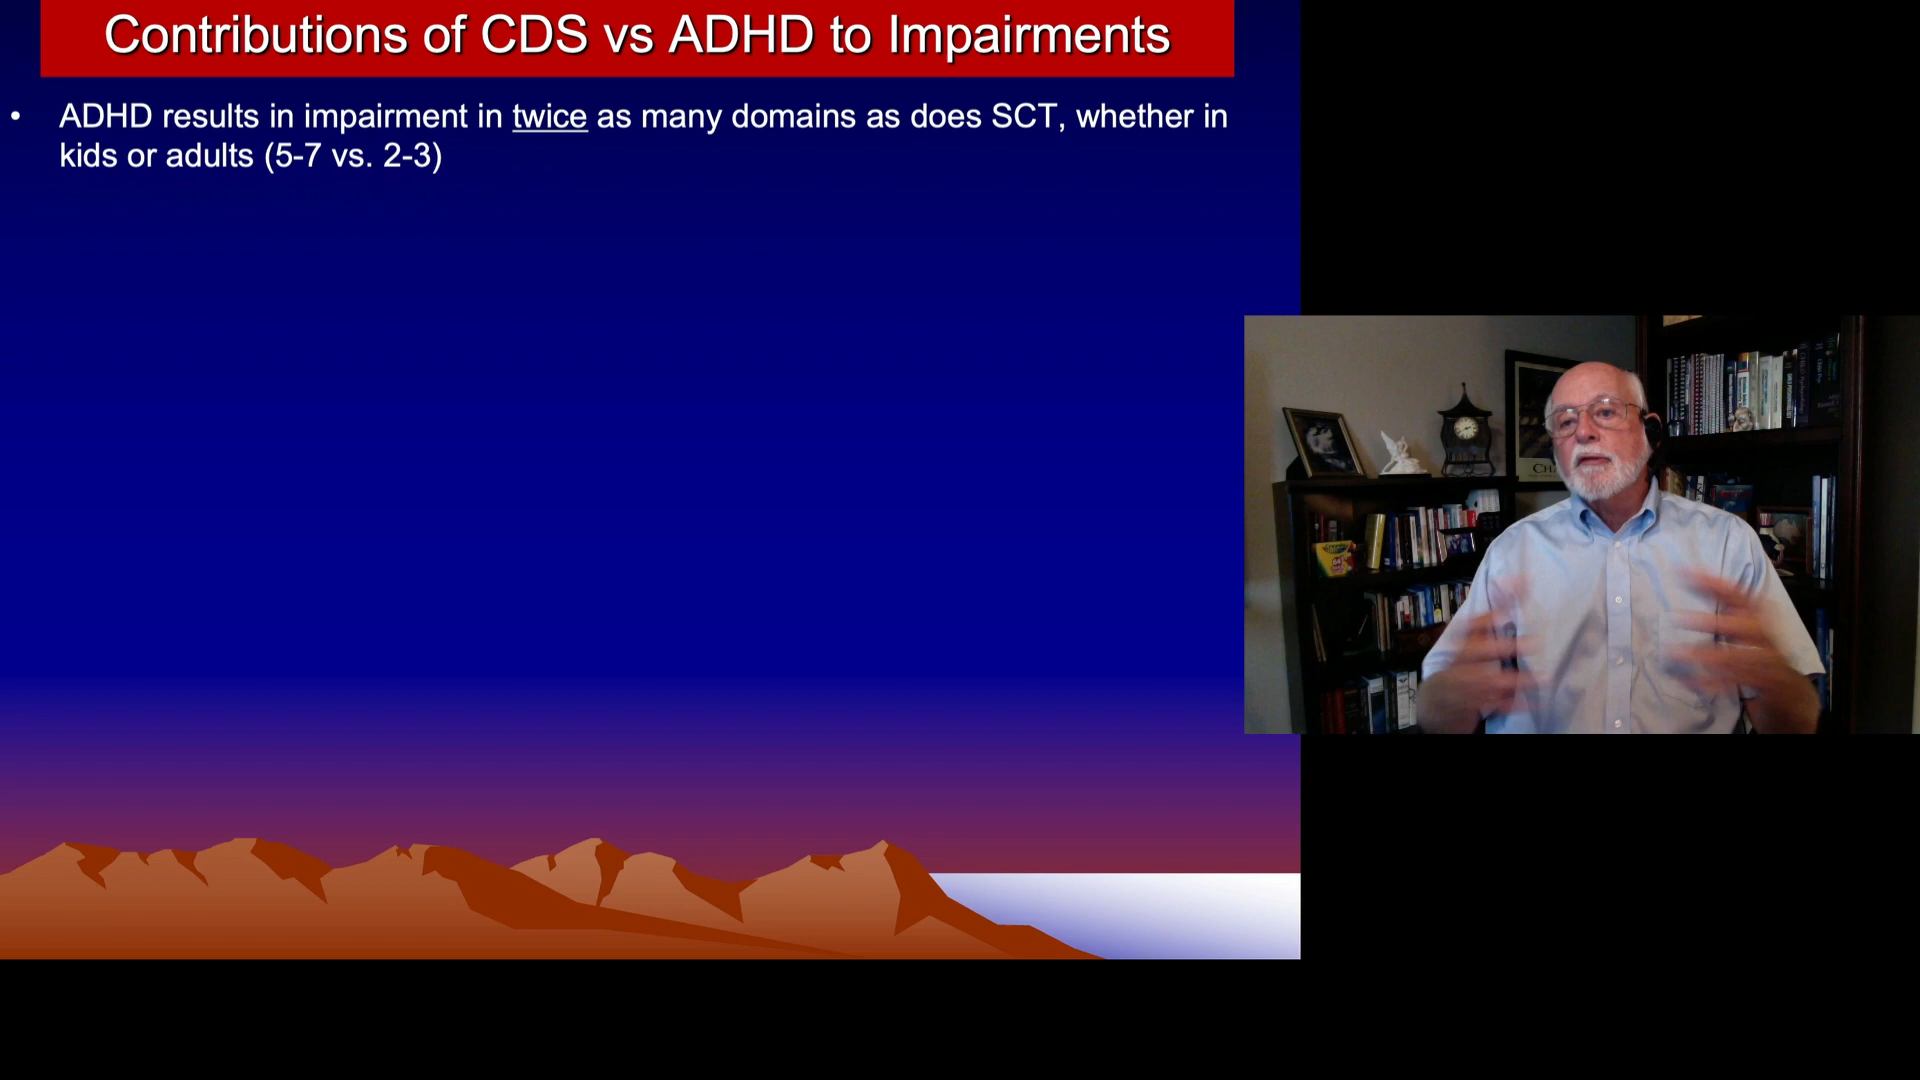 Contributions of CDS vs ADHD to Impairments
• ADHD results in impairment in twice as many domains as does SCT, whether in
kids or adults (5-7 vs. 2-3)